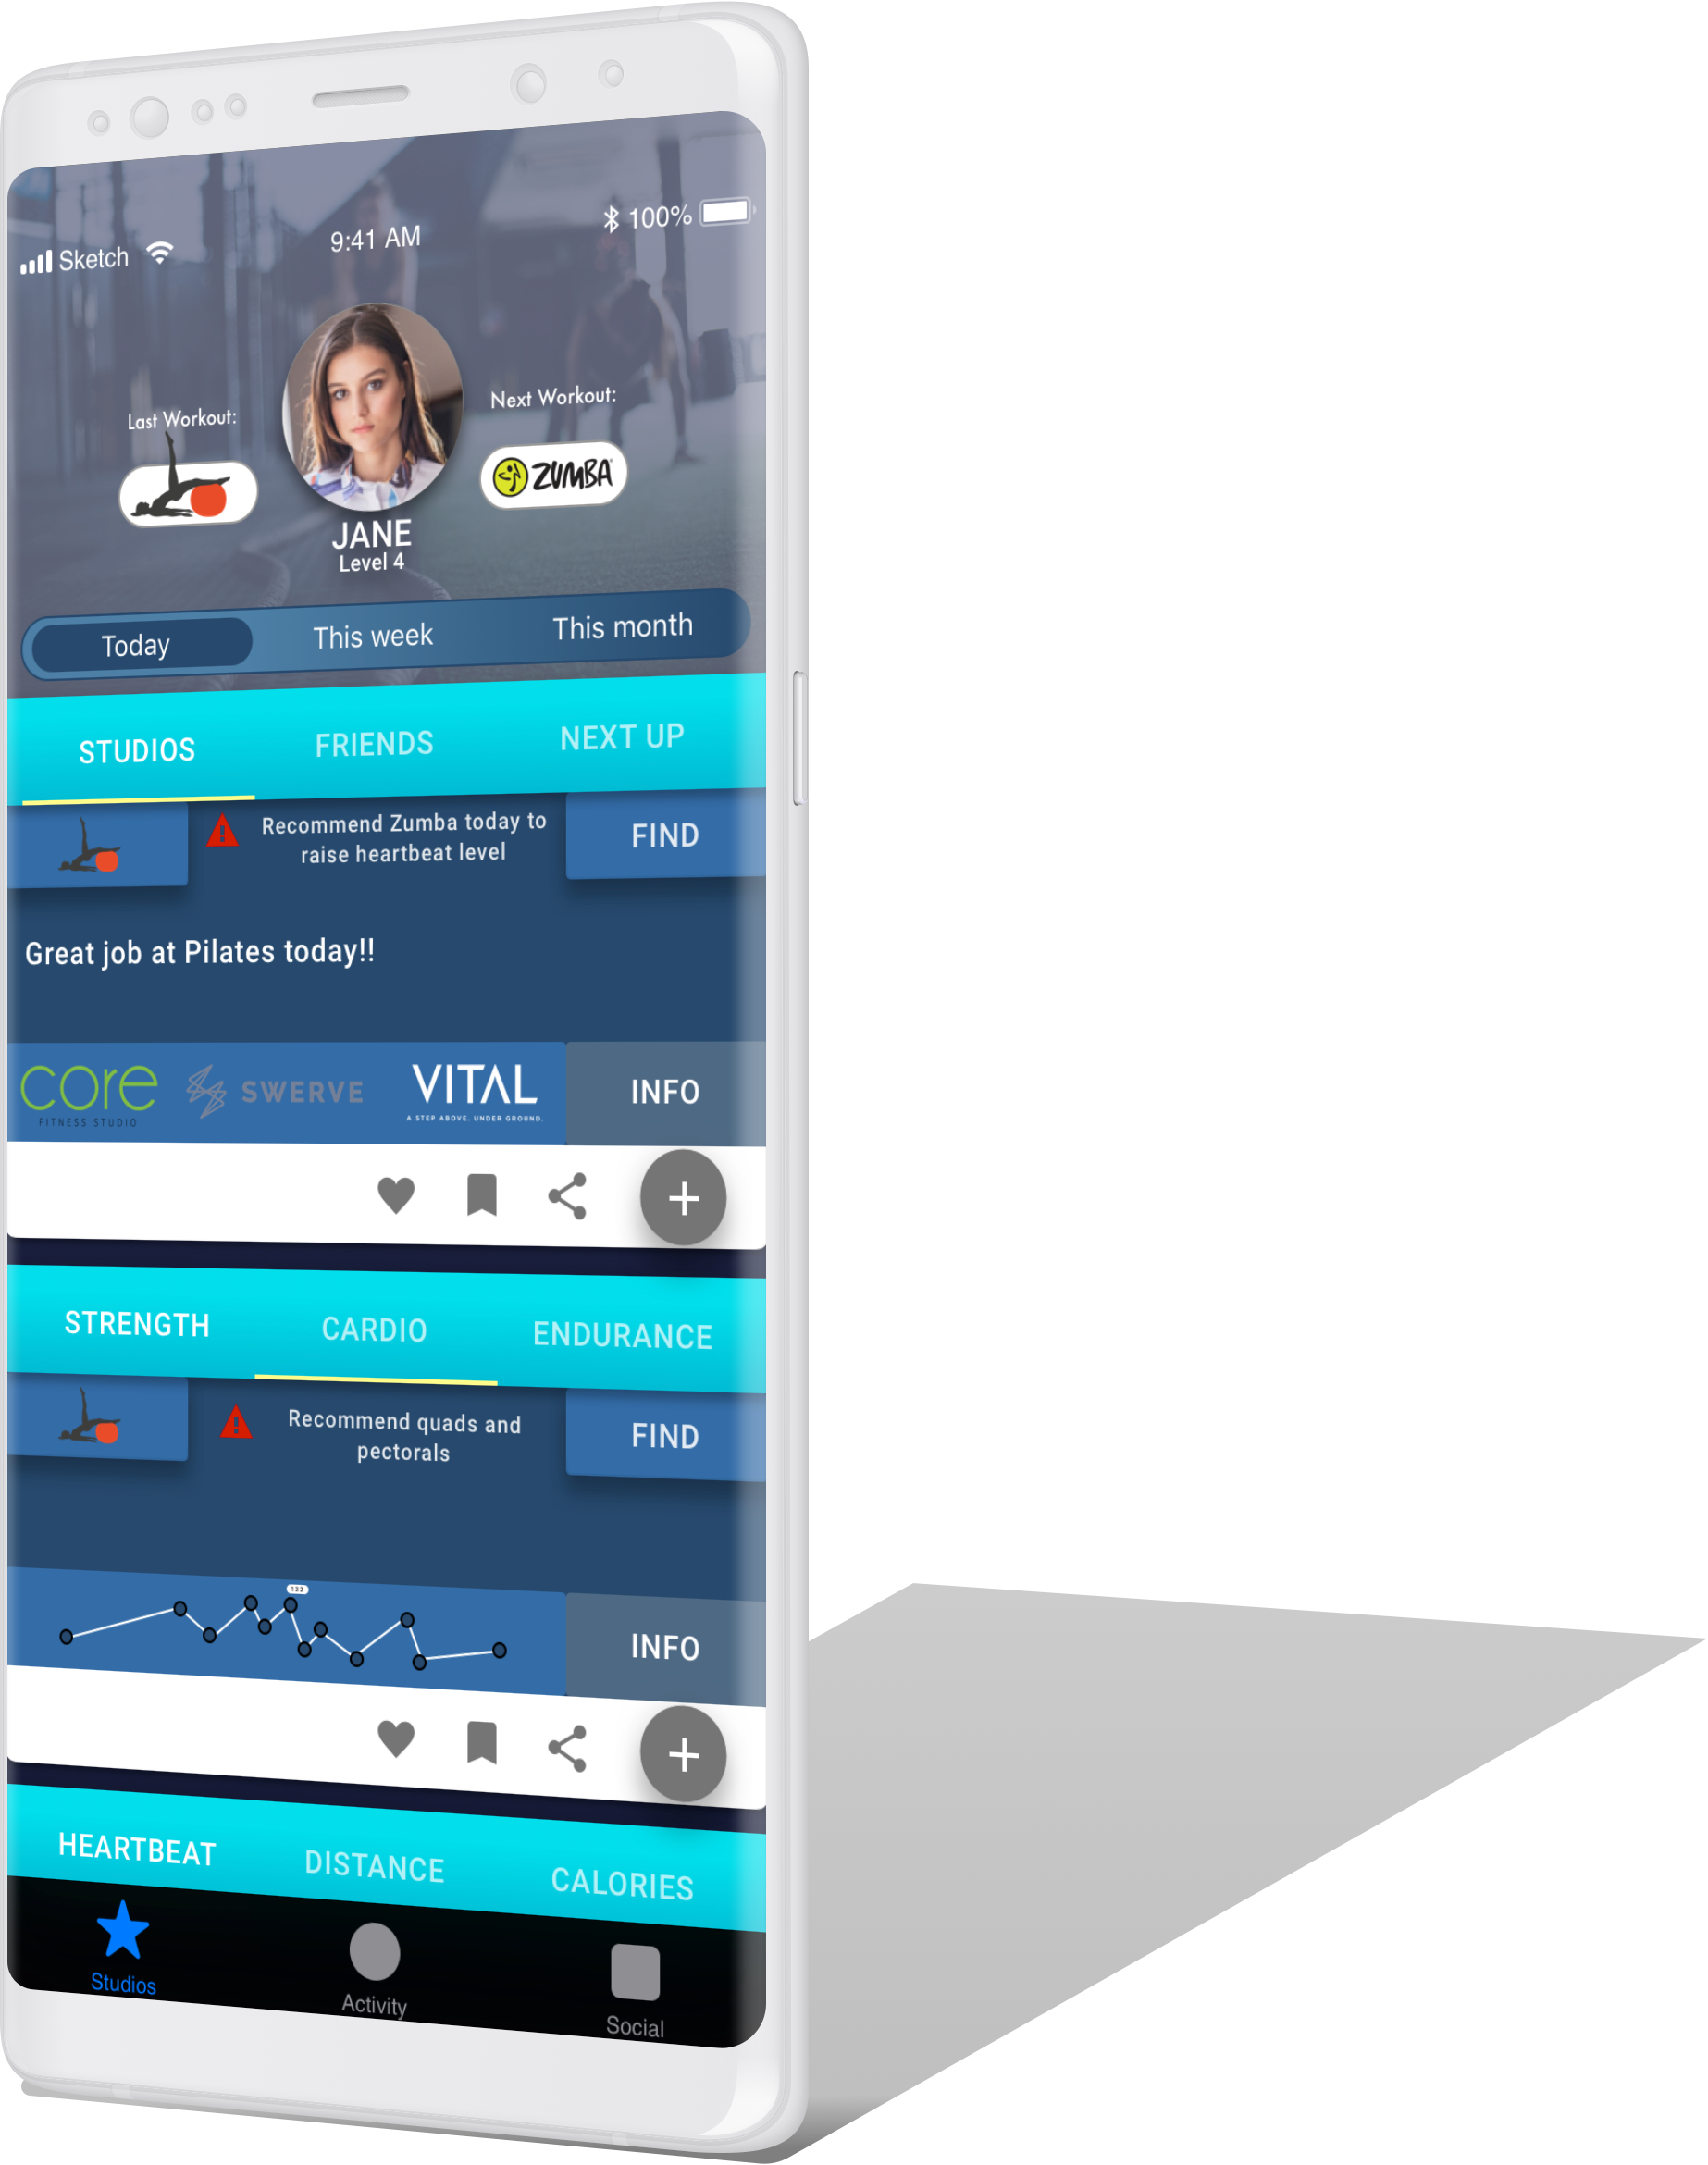 Sketch
9:41 AM
100%
Last Workout:
Next Workout:
ZUMBA
JANE
Level 4
Today
This week
This month
STUDIOS
FRIENDS
NEXT UP
Recommend Zumba today to
raise heartbeat level
FIND
Great job at Pilates today!!
core
FITNESS STUDIO
SWERVE
VITAL
A STEP ABOVE. UNDER GROUND.
INFO
STRENGTH
CARDIO
ENDURANCE
Recommend quads and
pectorals
FIND
132
INFO
HEARTBEAT
DISTANCE
CALORIES
Studios
Activity
Social